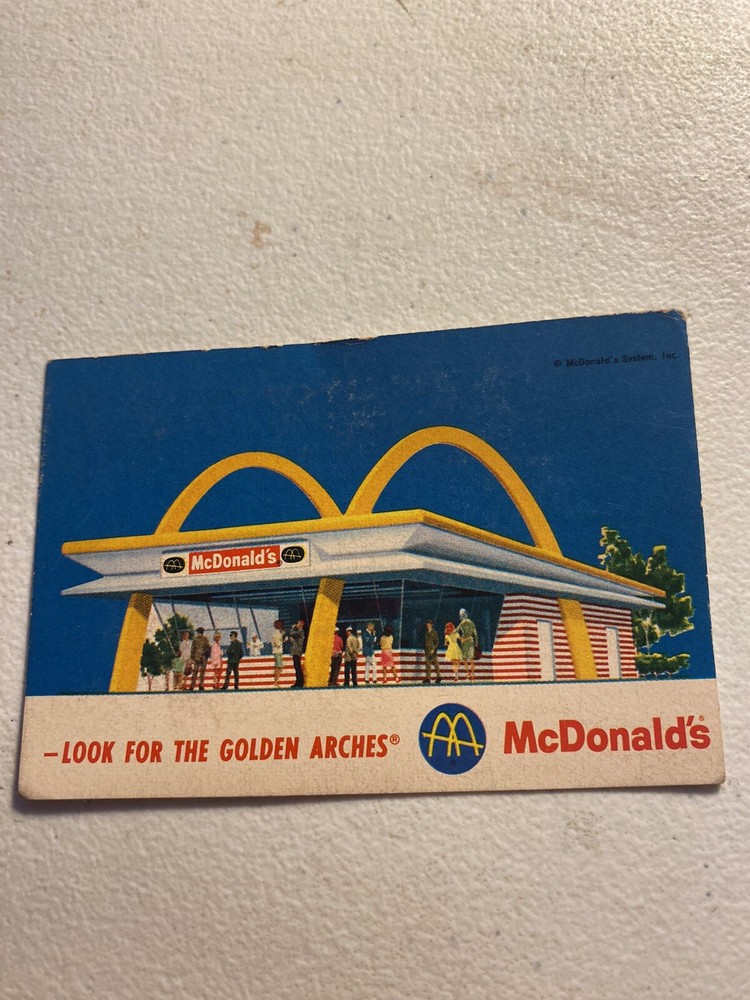 © McDonald's System, Inc.
McDonald's
—LOOK FOR THE GOLDEN ARCHES® McDonald's®